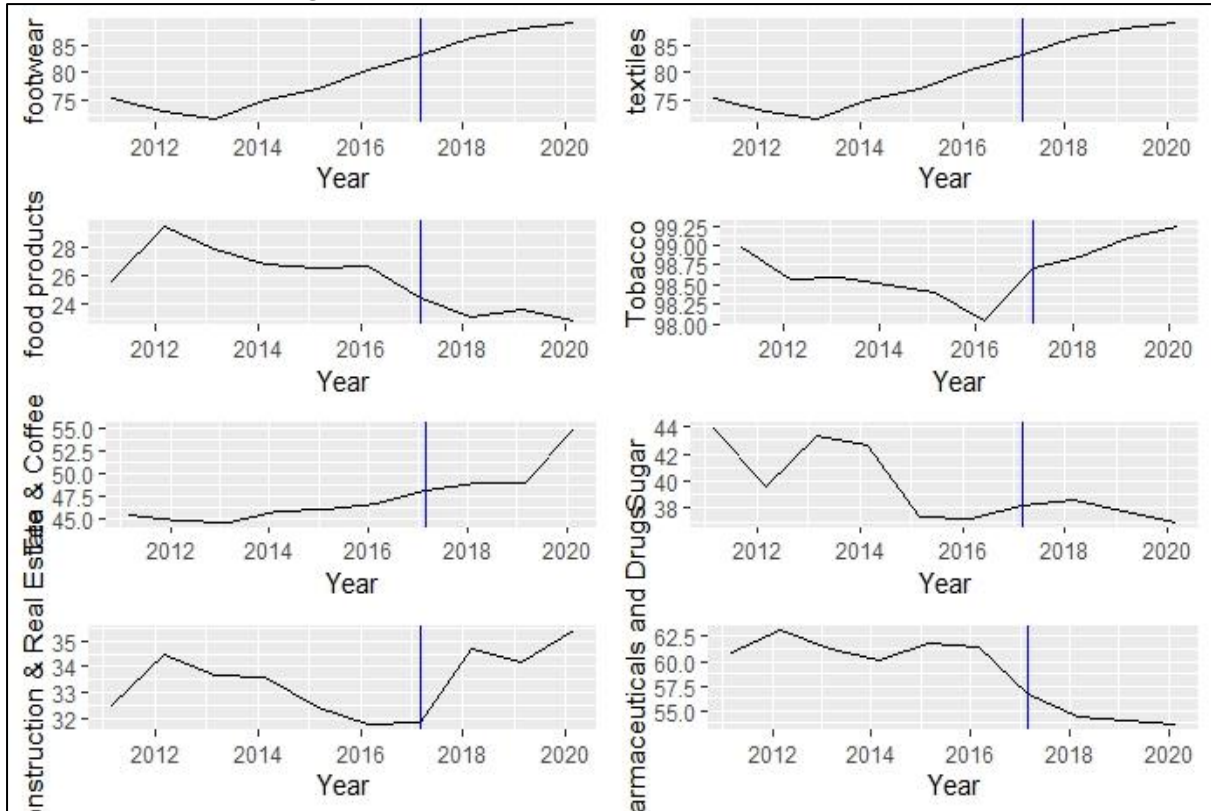 footwear
85
80
75
2012 2014 2016 2018 2020
Year
textiles
85
80
75
2012 2014 2016 2018 2020
Year
food products
28
26
24
2012 2014 2016 2018 2020
Year
Tobacco
99.25
99.00
98.75
98.50
98.25
98.00
2012 2014 2016 2018 2020
Year
Tea & Coffee
55.0
52.5
50.0
47.5
45.0
2012 2014 2016 2018 2020
Year
Sugar
44
42
40
38
2012 2014 2016 2018 2020
Year
onstruction & Real Estate
35
34
33
32
2012 2014 2016 2018 2020
Year
armaceuticals and Drugs
62.5
60.0
57.5
55.0
2012 2014 2016 2018 2020
Year